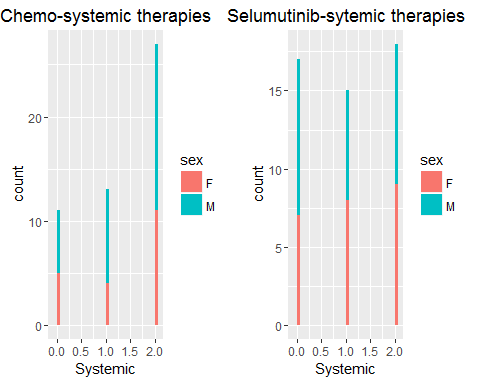 Chemo-systemic therapies
count
20
10
0
0.0 0.5 1.0 1.5 2.0
Systemic
sex
F
M
Selumutinib-sytemic therapies
count
15
10
5
0
0.0 0.5 1.0 1.5 2.0
Systemic
sex
F
M